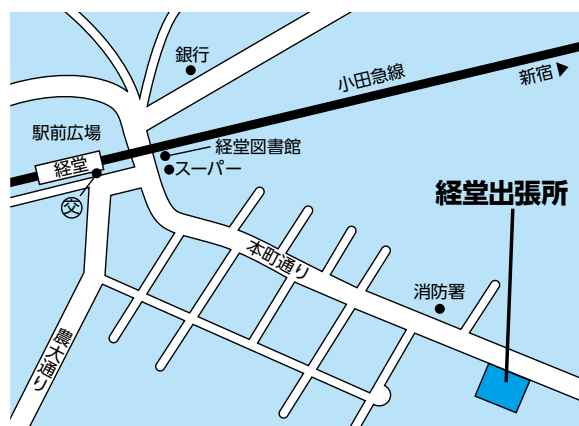 銀行
小田急線
新宿
駅前広場
経堂図書館
経堂
スーパー
交
経堂出張所
本町通り
消防署
農大通り